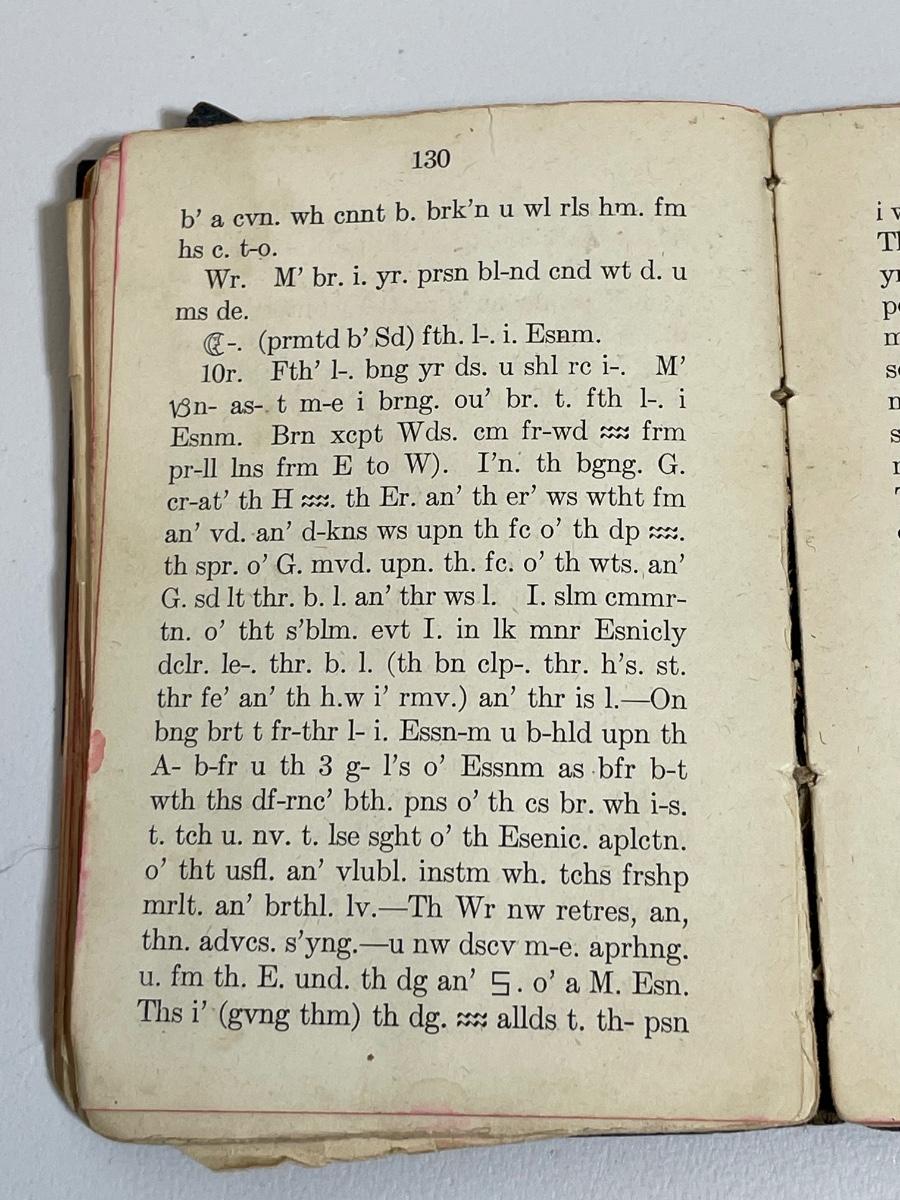 130
b’ a cvn. wh cnnt b. brk’n u wl rls hm. fm
hs c. t-o.
Wr. M’ br. i. yr. prsn bl-nd cnd wt d. u
ms de.
ℭ-. (prmtd b’ Sd) fth. l-. i. Esnm.
10r. Fth’ l-. bng yr ds. u shl rc i-. M’
Bn- as-. t m-e i brng. ou’ br. t. fth l-. i
Esnm. Brn xcpt Wds. cm fr-wd ⩰ frm
pr-ll lns frm E to W). I’n. th bgng. G.
cr-at’ th H ⩰. th Er. an’ th er’ ws wtht fm
an’ vd. an’ d-kns ws upn th fc o’ th dp ⩰.
th spr. o’ G. mvd. upn. th. fc. o’ th wts. an’
G. sd lt thr. b. l. an’ thr ws l. I. slm cmmr-
tn. o’ tht s’blm. evt I. in lk mnr Esnicly
dclr. le-. thr. b. l. (th bn clp-. thr. h’s. st.
thr fe’ an’ th h.w i’ rmv.) an’ thr is l.—On
bng brt t fr-thr l- i. Essn-m u b-hld upn th
A- b-fr u th 3 g- l’s o’ Essnm as bfr b-t
wth ths df-rnc’ bth. pns o’ th cs br. wh i-s.
t. tch u. nv. t. lse sght o’ th Esenic. aplctn.
o’ tht usfl. an’ vlubl. instm wh. tchs frshp
mrlt. an’ brthl. lv.—Th Wr nw retres, an,
thn. advcs. s’yng.—u nw dscv m-e. aprhng.
u. fm th. E. und. th dg an’ 5. o’ a M. Esn.
Ths i’ (gvng thm) th dg. ⩰ allds t. th- psn
i
Th